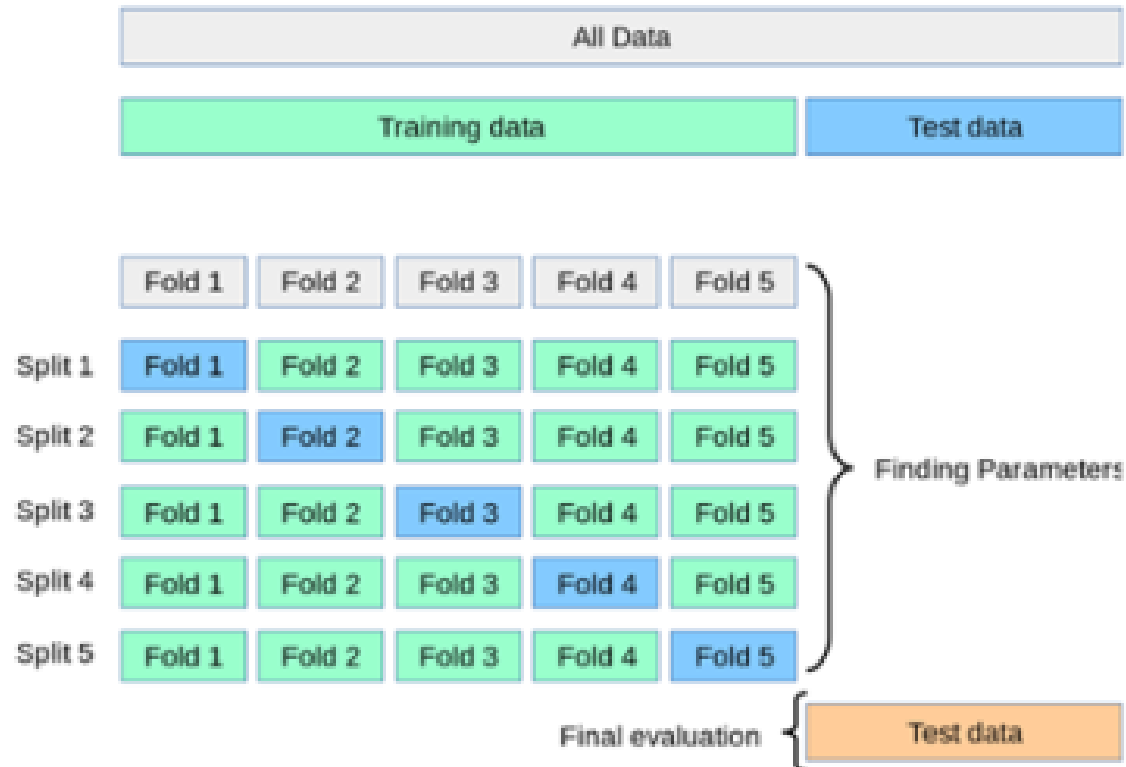 All Data
Training data Test data
Fold 1 Fold 2 Fold 3 Fold 4 Fold 5
Split 1 Fold 1 Fold 2 Fold 3 Fold 4 Fold 5
Split 2 Fold 1 Fold 2 Fold 3 Fold 4 Fold 5
Finding Parameters
Split 3 Fold 1 Fold 2 Fold 3 Fold 4 Fold 5
Split 4 Fold 1 Fold 2 Fold 3 Fold 4 Fold 5
Split 5 Fold 1 Fold 2 Fold 3 Fold 4 Fold 5
Final evaluation Test data